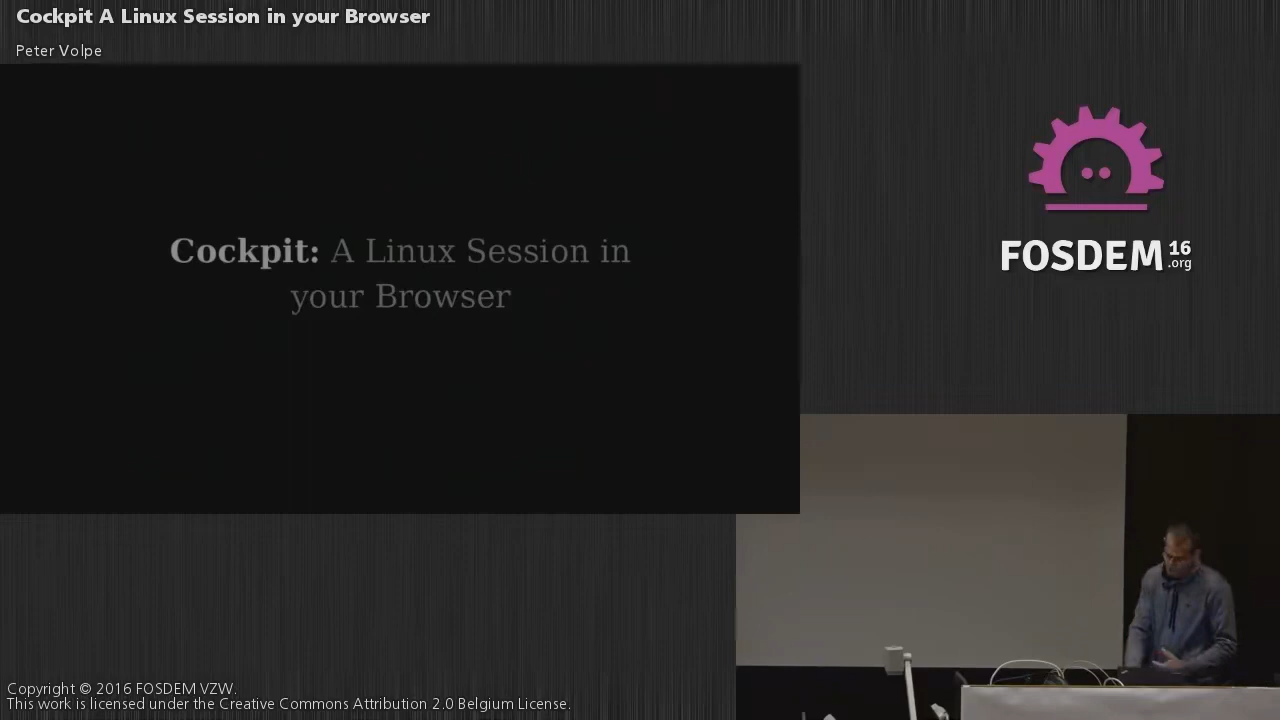 Cockpit A Linux Session in your Browser
Peter Volpe
Cockpit: A Linux Session in
your Browser
FOSDEM 16
.org
Copyright © 2016 FOSDEM VZW.
This work is licensed under the Creative Commons Attribution 2.0 Belgium License.